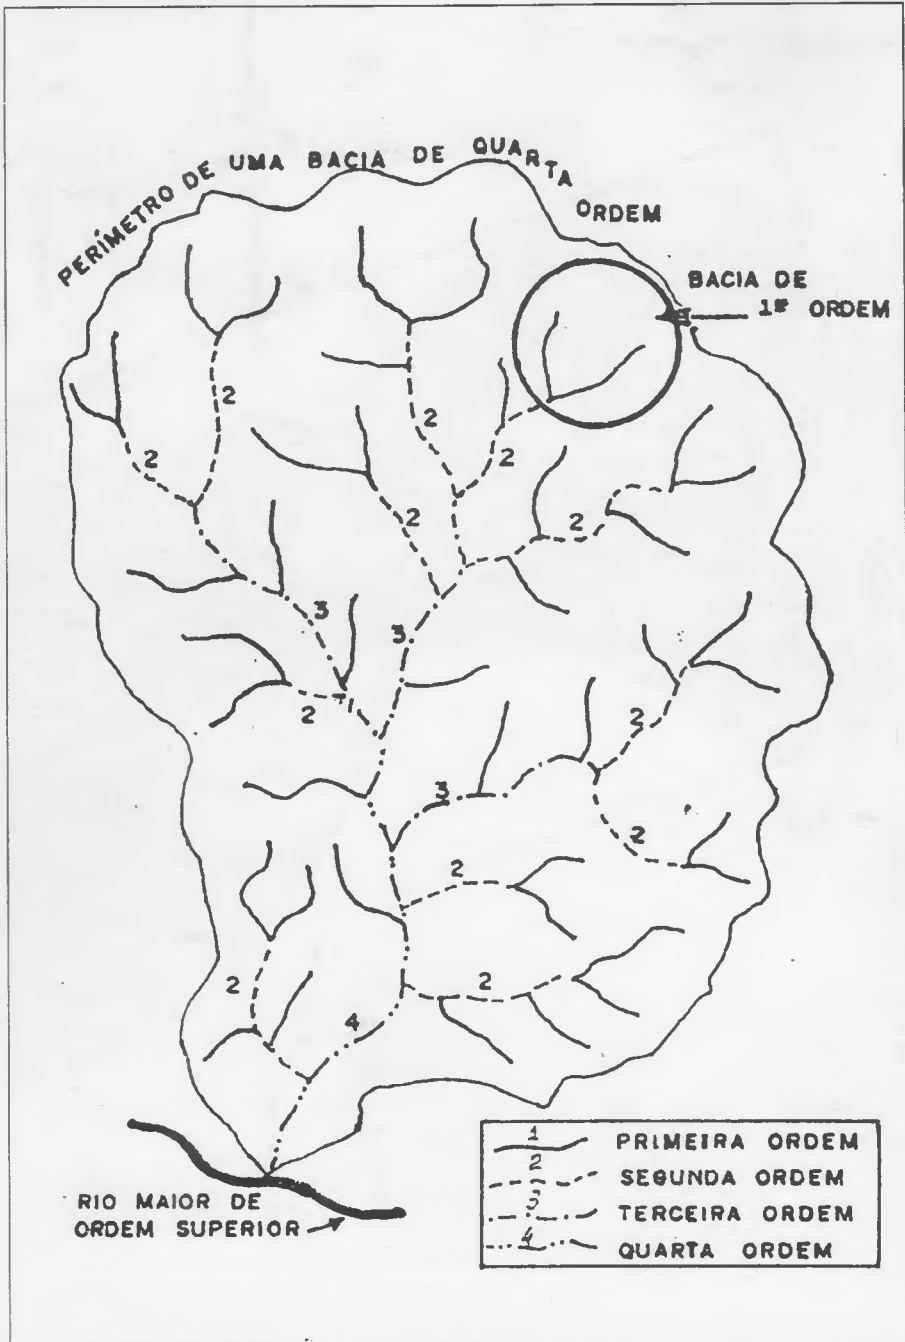 PERÍMETRO DE UMA BACIA DE QUARTA
ORDEM
BACIA DE
1ª ORDEM
2
2
2
2
2
2
3
3
2
2
3
2
2
2
2
4
RIO MAIOR DE
ORDEM SUPERIOR
1 PRIMEIRA ORDEM
2 SEGUNDA ORDEM
3 TERCEIRA ORDEM
4 QUARTA ORDEM